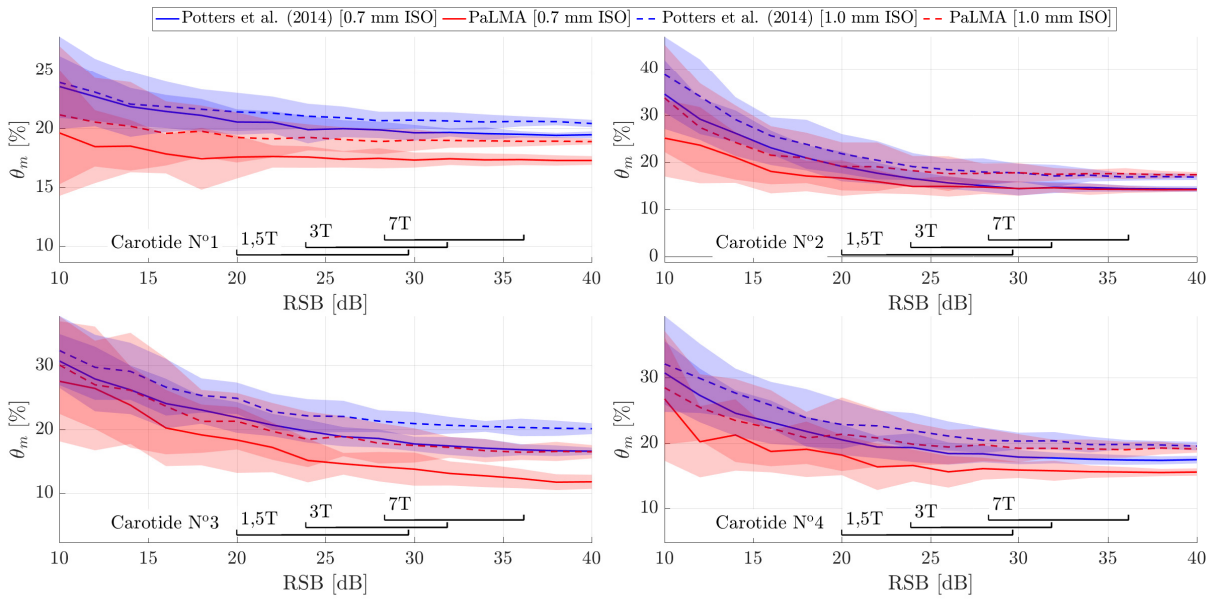 Potters et al. (2014) [0.7 mm ISO] PaLMA [0.7 mm ISO] Potters et al. (2014) [1.0 mm ISO] PaLMA [1.0 mm ISO]
25
20
15
10
θm [%]
Carotide Nº1
1,5T
3T
7T
10 15 20 25 30 35 40
RSB [dB]
40
30
20
10
0
θm [%]
Carotide Nº2
1,5T
3T
7T
10 15 20 25 30 35 40
RSB [dB]
30
20
10
θm [%]
Carotide Nº3
1,5T
3T
7T
10 15 20 25 30 35 40
RSB [dB]
30
20
10
θm [%]
Carotide Nº4
1,5T
3T
7T
10 15 20 25 30 35 40
RSB [dB]